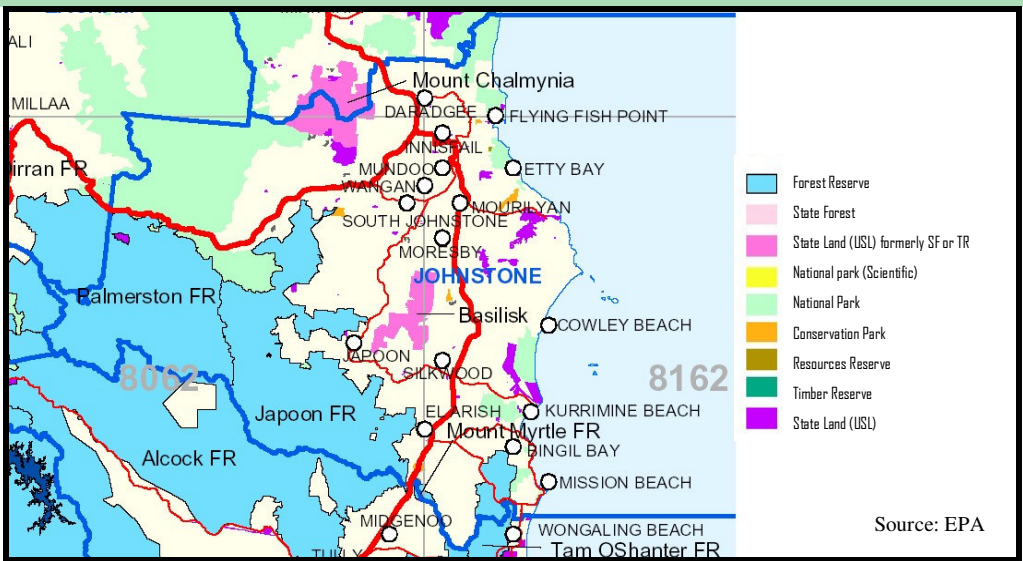 ALI
Mount Chalmynia
MILLAA
DARADGEE
FLYING FISH POINT
INNISFAIL
irran FR
MUNDOO
ETTY BAY
WANGAN
MOURILYAN
SOUTH JOHNSTONE
MORESBY
JOHNSTONE
Palmerston FR
Basilisk
COWLEY BEACH
JAPOON
SILKWOOD
8062
8162
Japoon FR
EL ARISH
KURRIMINE BEACH
Mount Myrtle FR
BINGIL BAY
Alcock FR
MISSION BEACH
MIDGENOO
WONGALING BEACH
TULLY
Tam OShanter FR
Forest Reserve
State Forest
State Land (USL) formerly SF or TR
National park (Scientific)
National Park
Conservation Park
Resources Reserve
Timber Reserve
State Land (USL)
Source: EPA